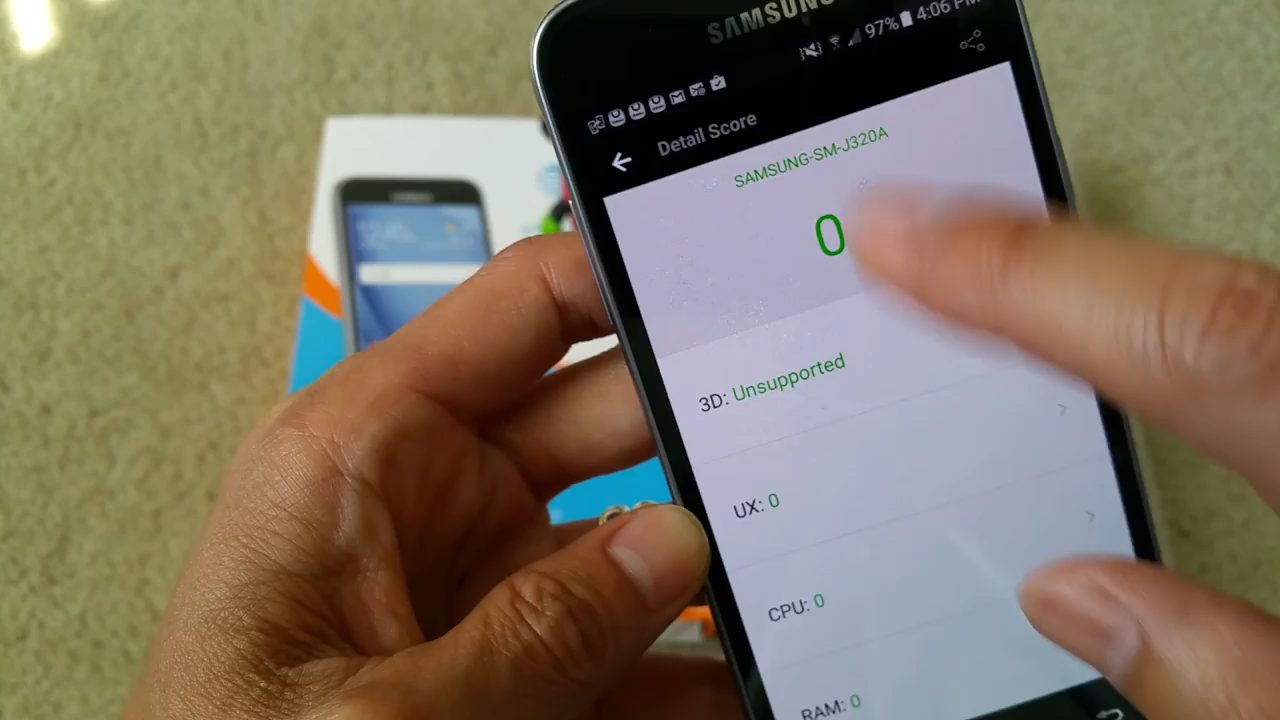 SAMSUNG
97% 4:06 PM
Detail Score
SAMSUNG-SM-J320A
0
3D: Unsupported
UX: 0
CPU: 0
RAM: 0